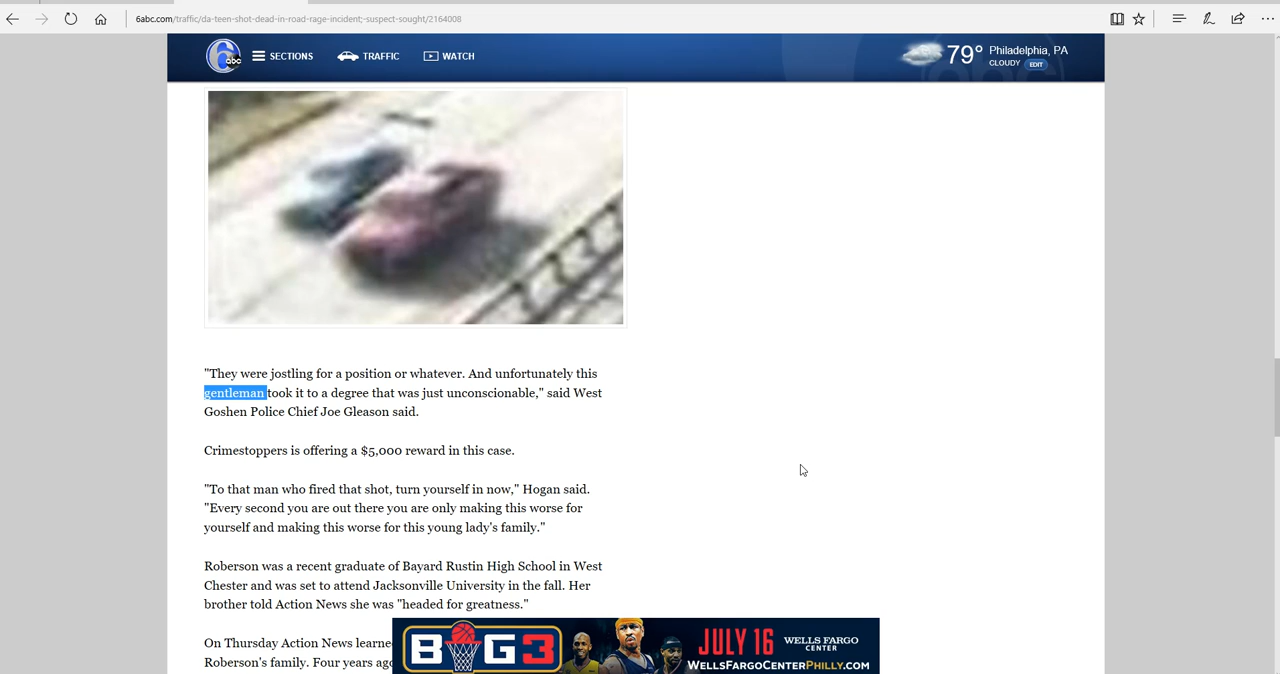 6abc.com/traffic/da-teen-shot-dead-in-road-rage-incident;-suspect-sought/2164008
6abc SECTIONS TRAFFIC WATCH 79° Philadelphia, PA
CLOUDY EDIT
"They were jostling for a position or whatever. And unfortunately this
gentleman took it to a degree that was just unconscionable," said West
Goshen Police Chief Joe Gleason said.
Crimestoppers is offering a $5,000 reward in this case.
"To that man who fired that shot, turn yourself in now," Hogan said.
"Every second you are out there you are only making this worse for
yourself and making this worse for this young lady's family."
Roberson was a recent graduate of Bayard Rustin High School in West
Chester and was set to attend Jacksonville University in the fall. Her
brother told Action News she was "headed for greatness."
On Thursday Action News learne
Roberson's family. Four years ago
BIG3 JULY 16 WELLS FARGO
CENTER
WELLSFARGOCENTERPHILLY.COM